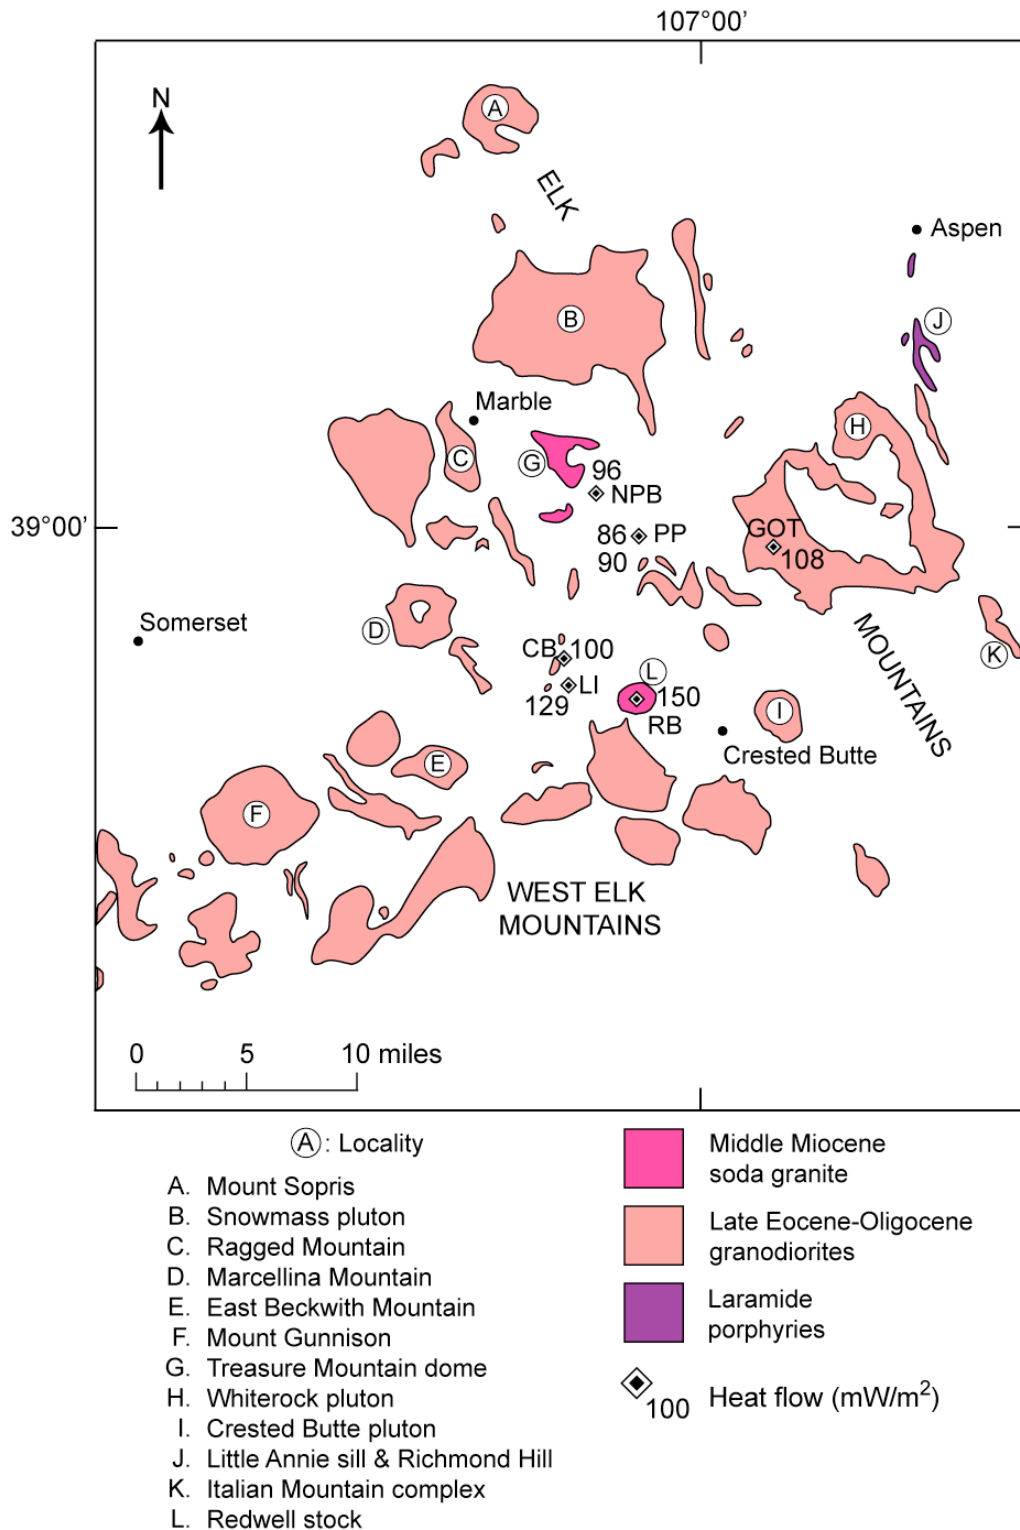 107°00'
N
A
ELK
Aspen
B
J
Marble
H
C
G
96
NPB
39°00'
86
PP
GOT
90
108
Somerset
D
MOUNTAINS
K
CB
100
L
LI
129
150
I
RB
Crested Butte
E
F
WEST ELK
MOUNTAINS
0 5 10 miles
A : Locality
A. Mount Sopris
B. Snowmass pluton
C. Ragged Mountain
D. Marcellina Mountain
E. East Beckwith Mountain
F. Mount Gunnison
G. Treasure Mountain dome
H. Whiterock pluton
I. Crested Butte pluton
J. Little Annie sill & Richmond Hill
K. Italian Mountain complex
L. Redwell stock
Middle Miocene
soda granite
Late Eocene-Oligocene
granodiorites
Laramide
porphyries
100
Heat flow (mW/m²)